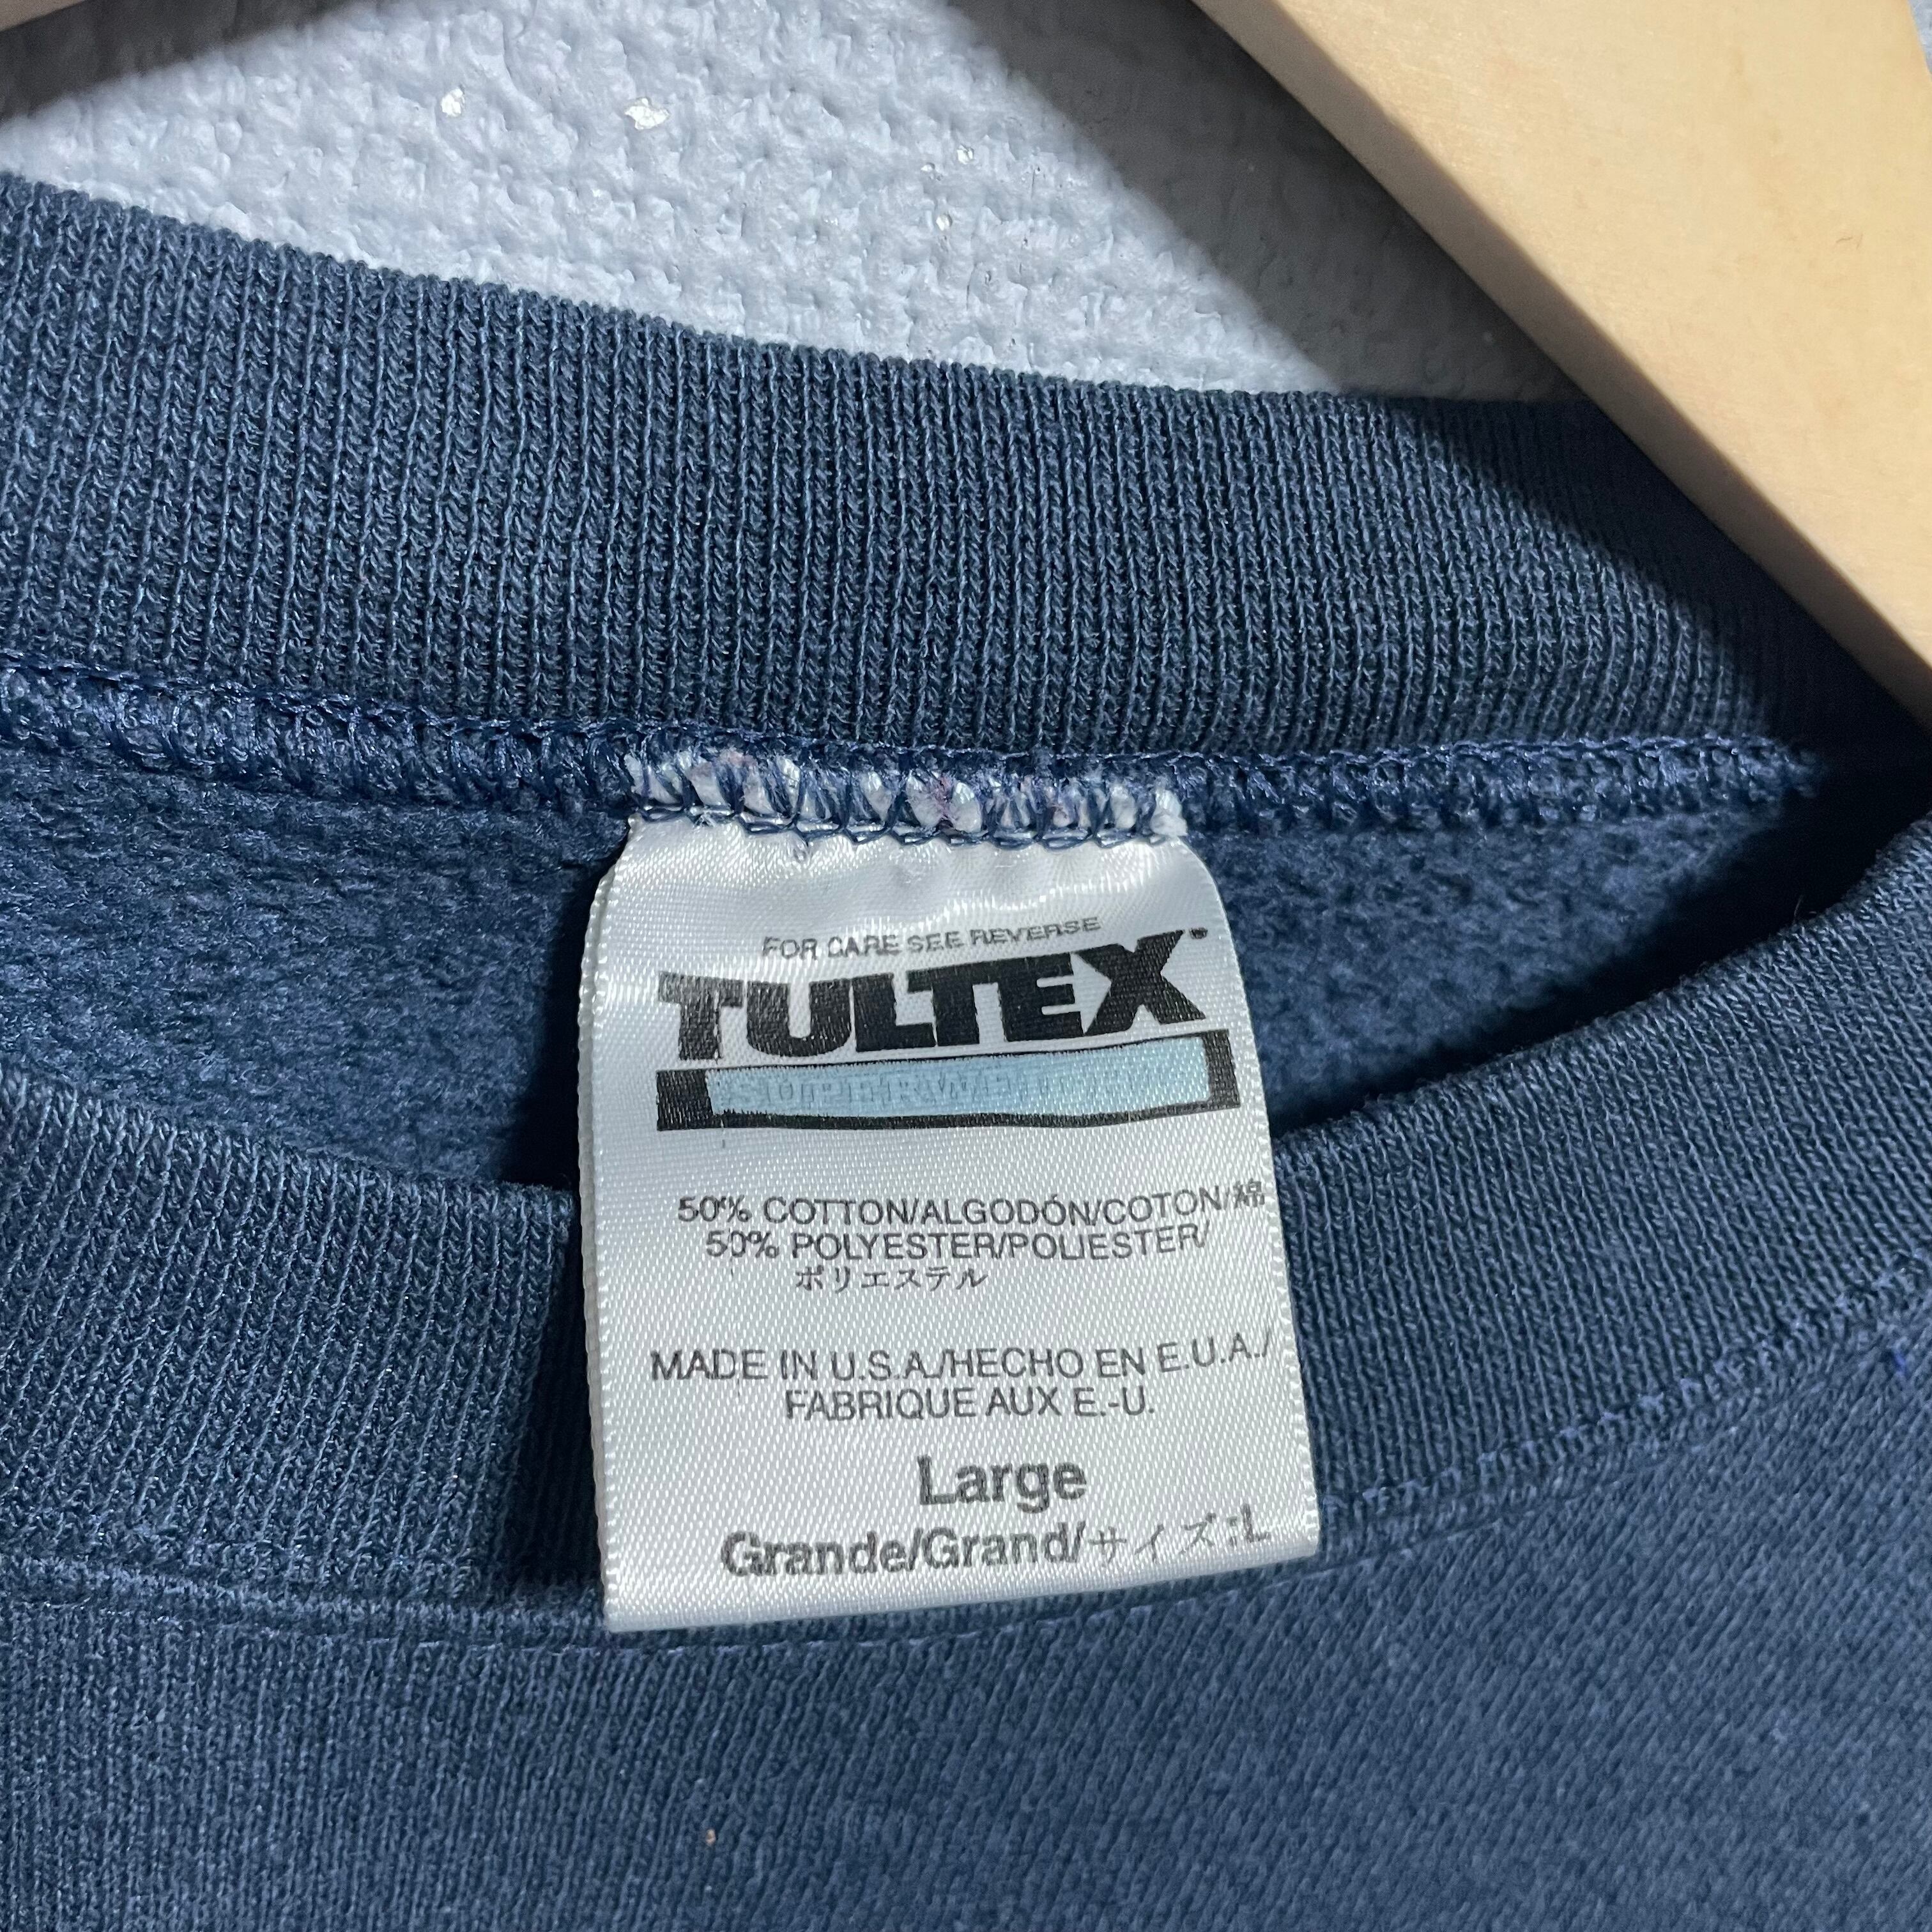 FOR CARE SEE REVERSE
TULTEX
SUPERWEIGHT
50% COTTON/ALGODÓN/COTON/綿
50% POLYESTER/POLIESTER/
ポリエステル
MADE IN U.S.A./HECHO EN E.U.A./
FABRIQUE AUX E.-U.
Large
Grande/Grand/サイズ:L